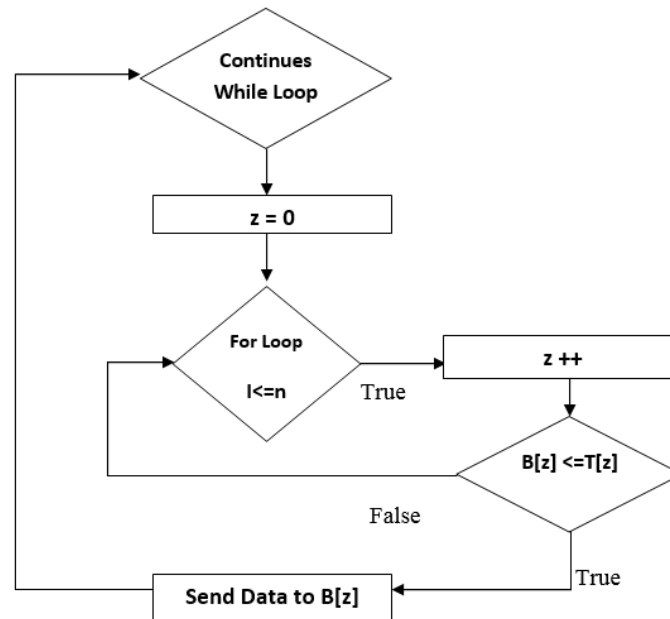 Continues
While Loop
z = 0
For Loop
I<=n
True
z ++
B[z] <=T[z]
False
True
Send Data to B[z]